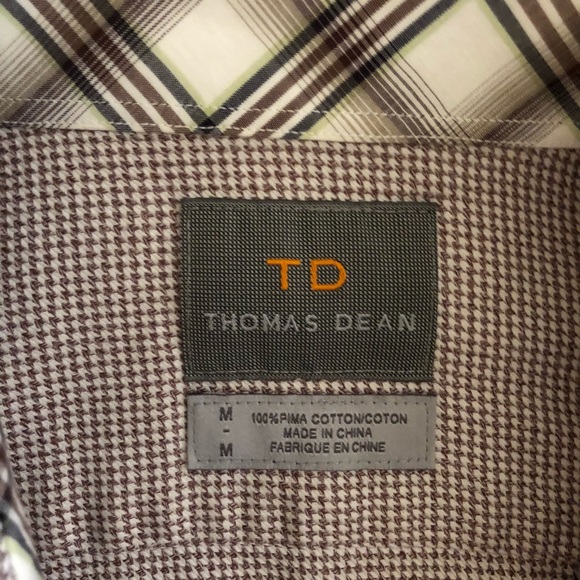 TD
THOMAS DEAN
M
-
M
100% PIMA COTTON/COTON
MADE IN CHINA
FABRIQUE EN CHINE